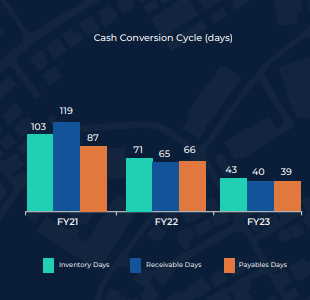 Cash Conversion Cycle (days)
119
103
87
71
65
66
43
40
39
FY21
FY22
FY23
Inventory Days
Receivable Days
Payables Days